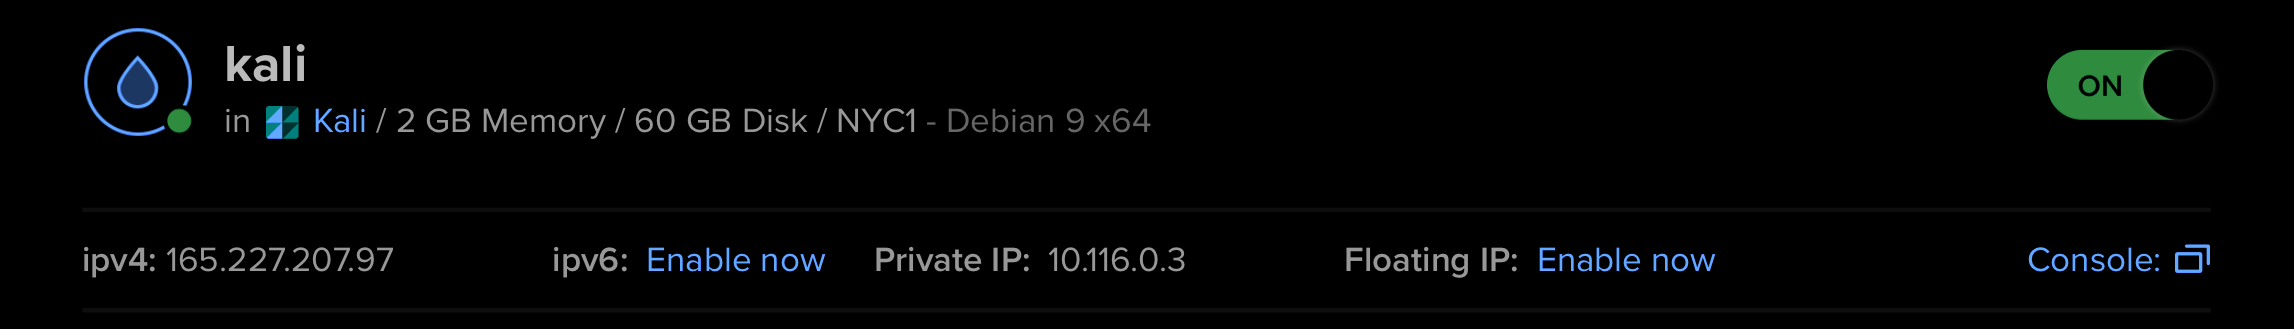 kali
in Kali / 2 GB Memory / 60 GB Disk / NYC1 - Debian 9 x64
ON
ipv4: 165.227.207.97 ipv6: Enable now Private IP: 10.116.0.3 Floating IP: Enable now Console: